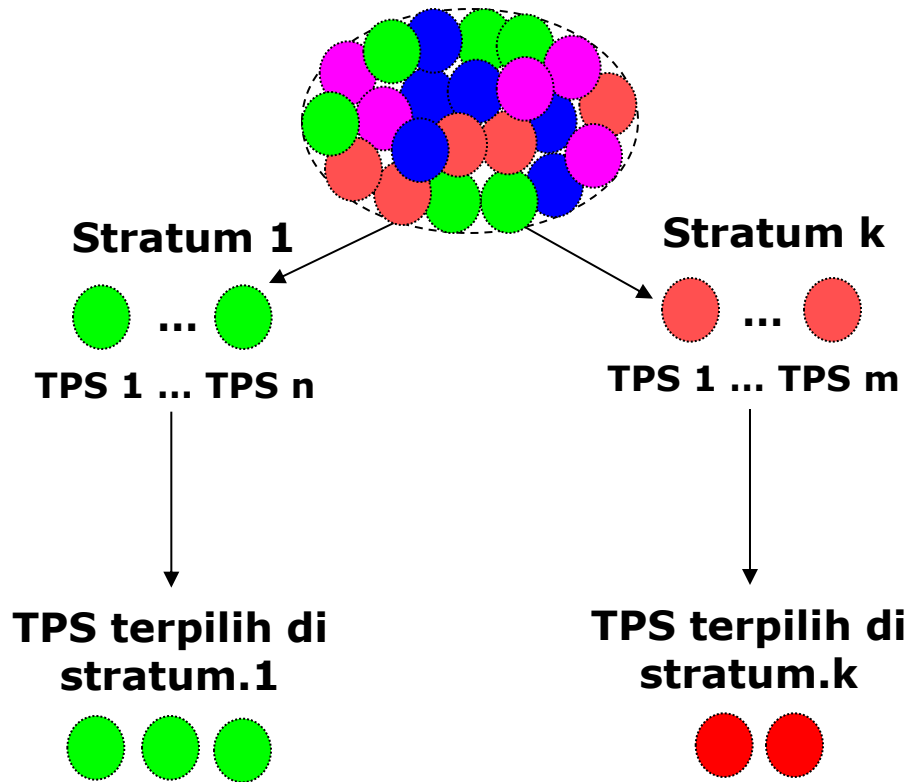 Stratum 1
Stratum k
... 
...
TPS 1 ... TPS n
TPS 1 ... TPS m
TPS terpilih di
stratum.1
TPS terpilih di
stratum.k